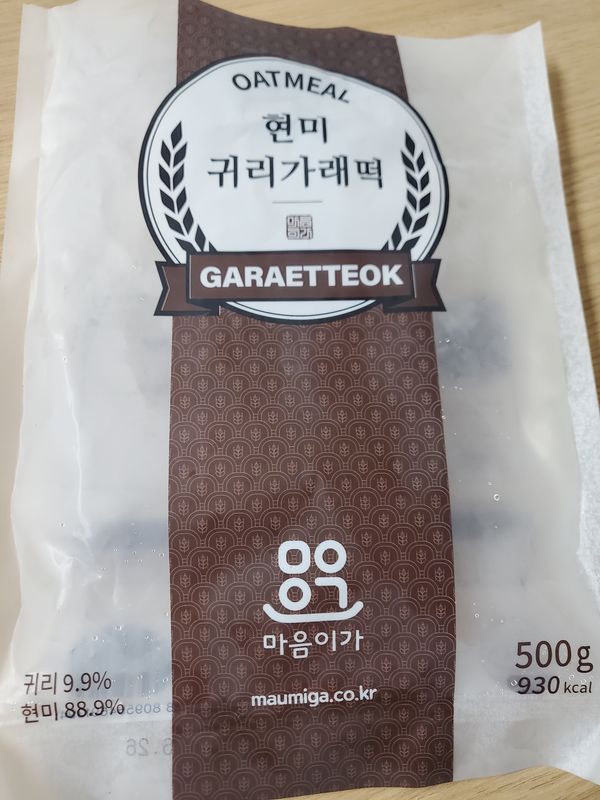 OATMEAL
현미
귀리가래떡
GARAETTEOK
마음이가
maumiga.co.kr
귀리 9.9%
현미 88.9%
500g
930 kcal